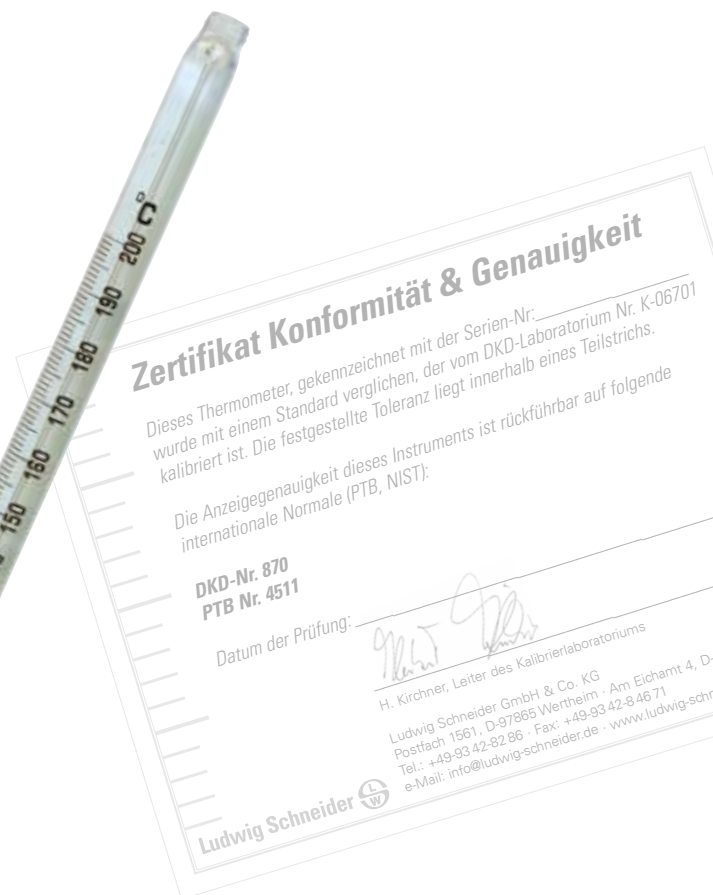 °C
200
190
180
170
160
150
Zertifikat Konformität & Genauigkeit
Dieses Thermometer, gekennzeichnet mit der Serien-Nr:
wurde mit einem Standard verglichen, der vom DKD-Laboratorium Nr. K-06701
kalibriert ist. Die festgestellte Toleranz liegt innerhalb eines Teilstrichs.
Die Anzeigegenauigkeit dieses Instruments ist rückführbar auf folgende
internationale Normale (PTB, NIST):
DKD-Nr. 870
PTB Nr. 4511
Datum der Prüfung:
H. Kirchner, Leiter des Kalibrierlaboratoriums
Ludwig Schneider GmbH & Co. KG
Postfach 1561, D-97865 Wertheim · Am Eichamt 4, D-
Tel.: +49-93 42-82 86 · Fax: +49-93 42-8 46 71
e-Mail: info@ludwig-schneider.de · www.ludwig-schn
Ludwig Schneider LW